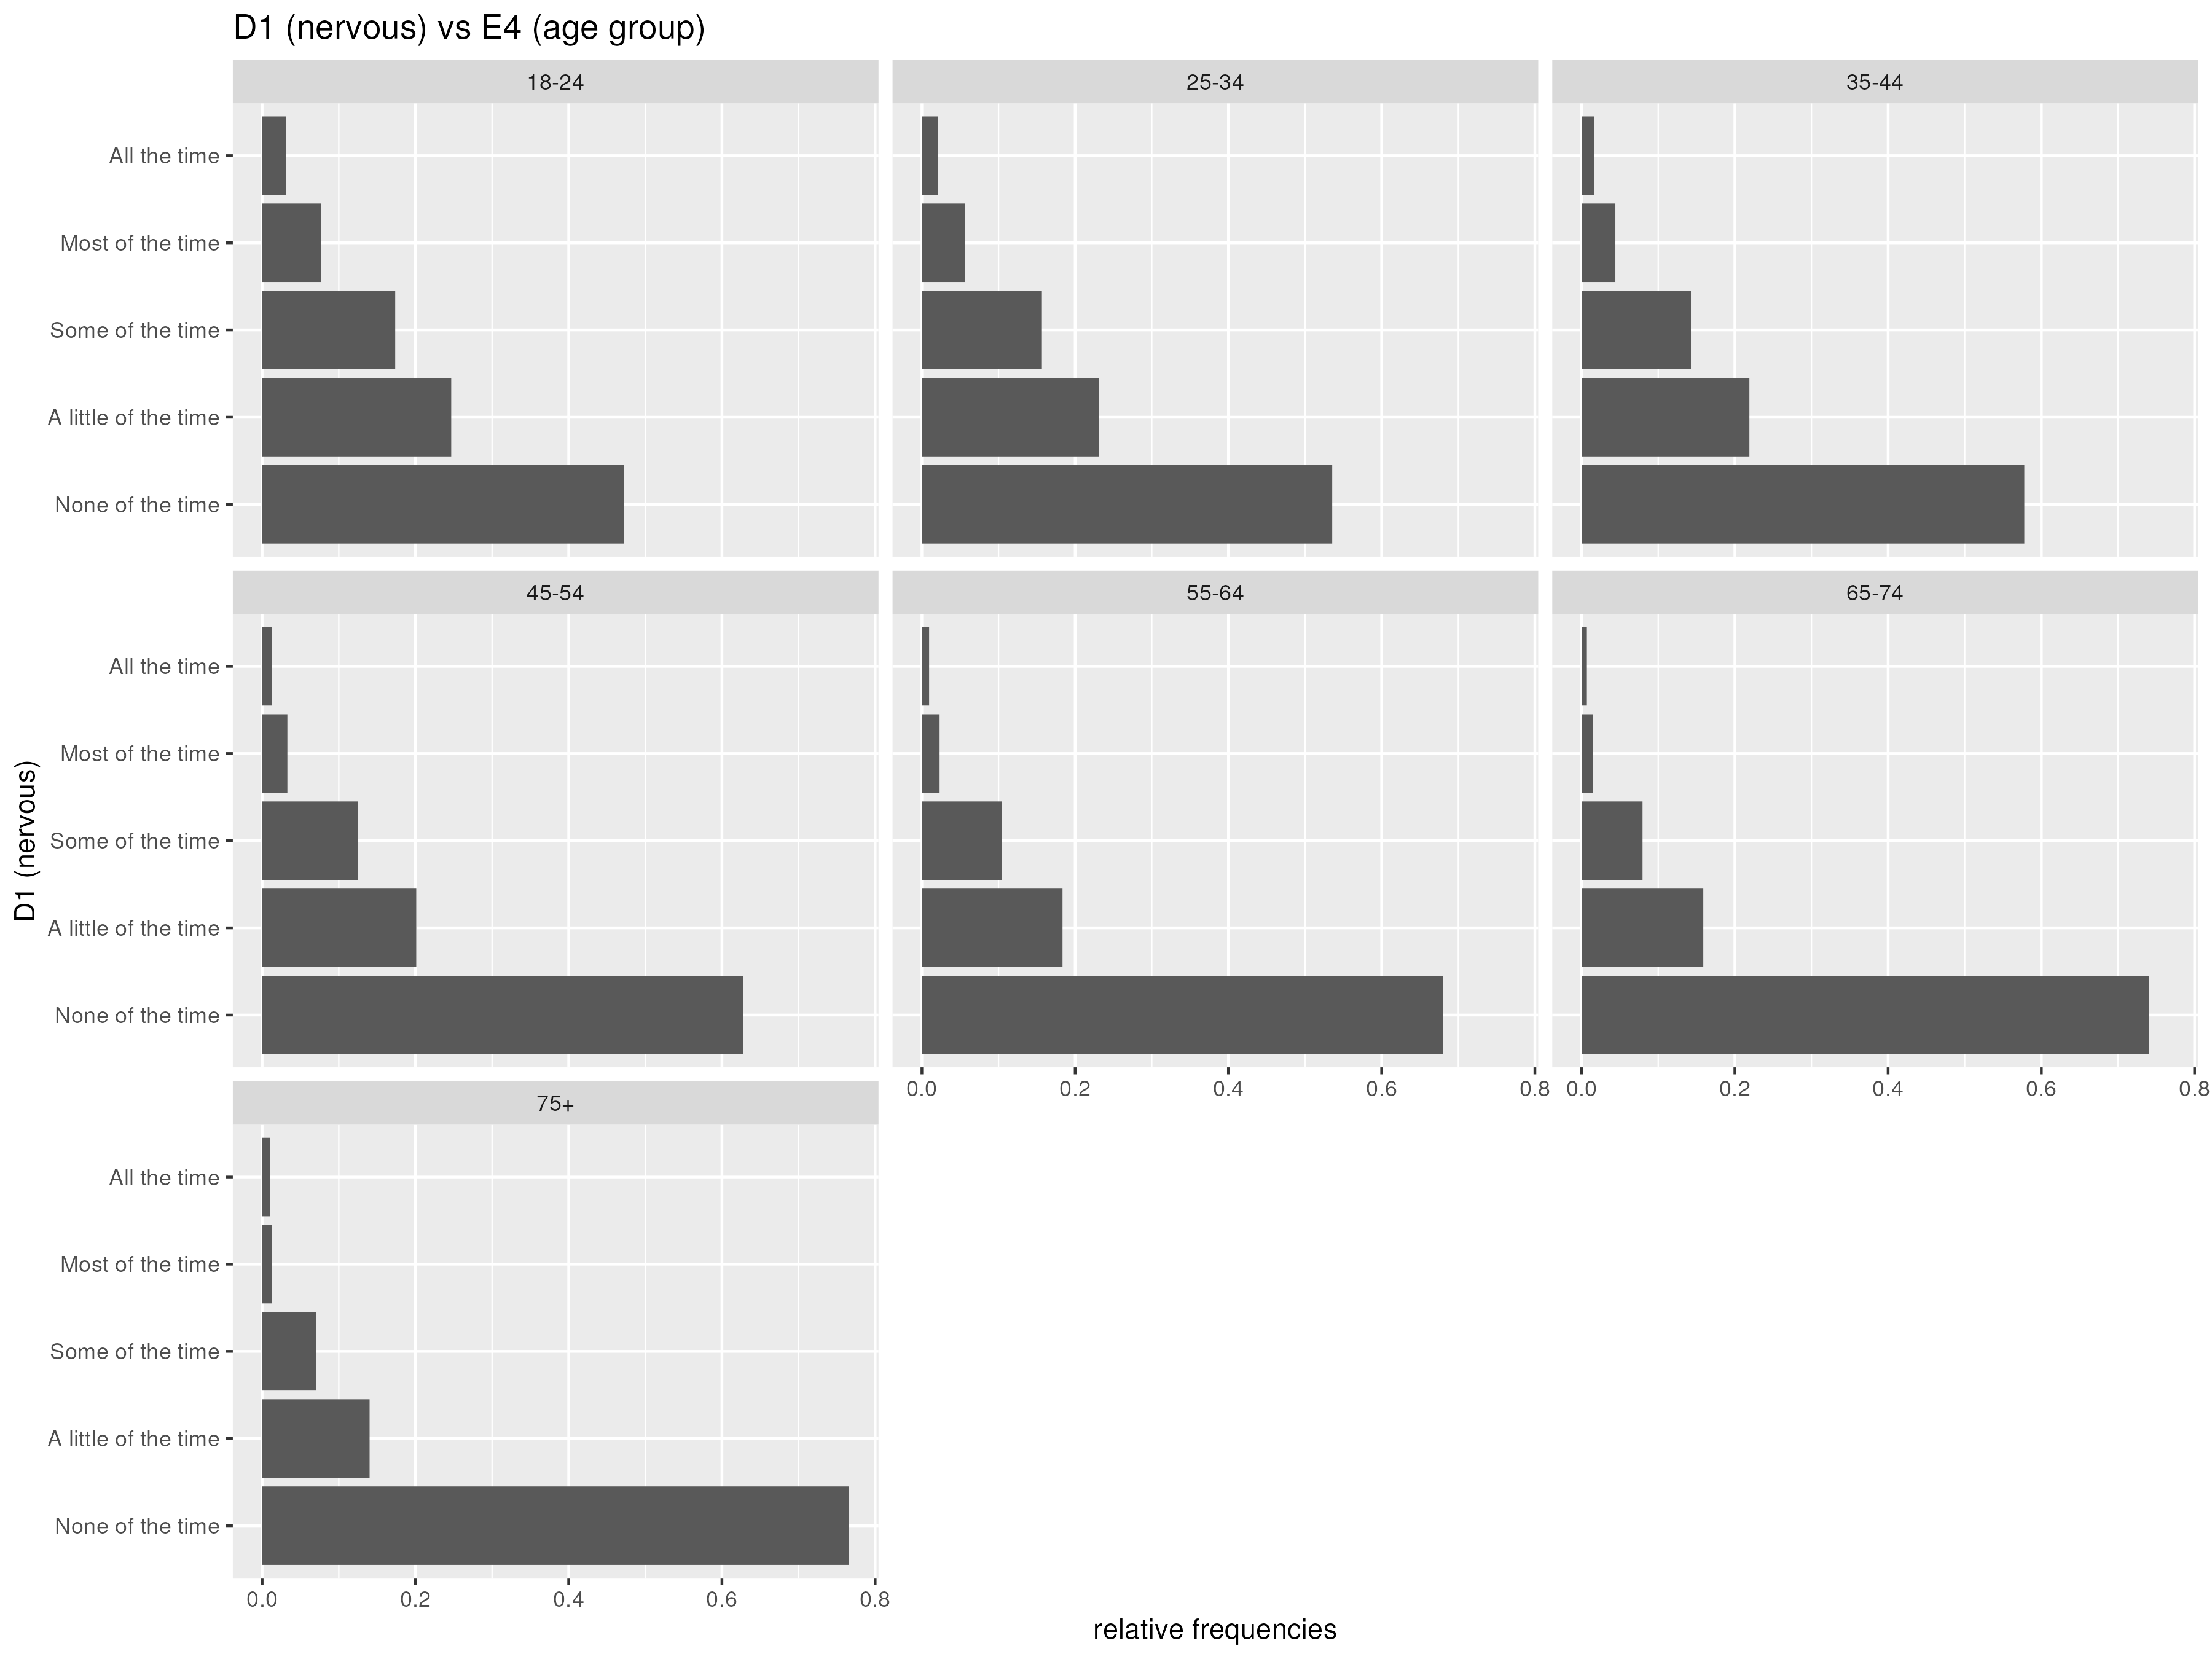 D1 (nervous) vs E4 (age group)
18-24
25-34
35-44
All the time
Most of the time
Some of the time
A little of the time
None of the time
45-54
55-64
65-74
All the time
Most of the time
Some of the time
A little of the time
None of the time
D1 (nervous)
0.0 0.2 0.4 0.6 0.8
0.0 0.2 0.4 0.6 0.8
75+
All the time
Most of the time
Some of the time
A little of the time
None of the time
0.0 0.2 0.4 0.6 0.8
relative frequencies